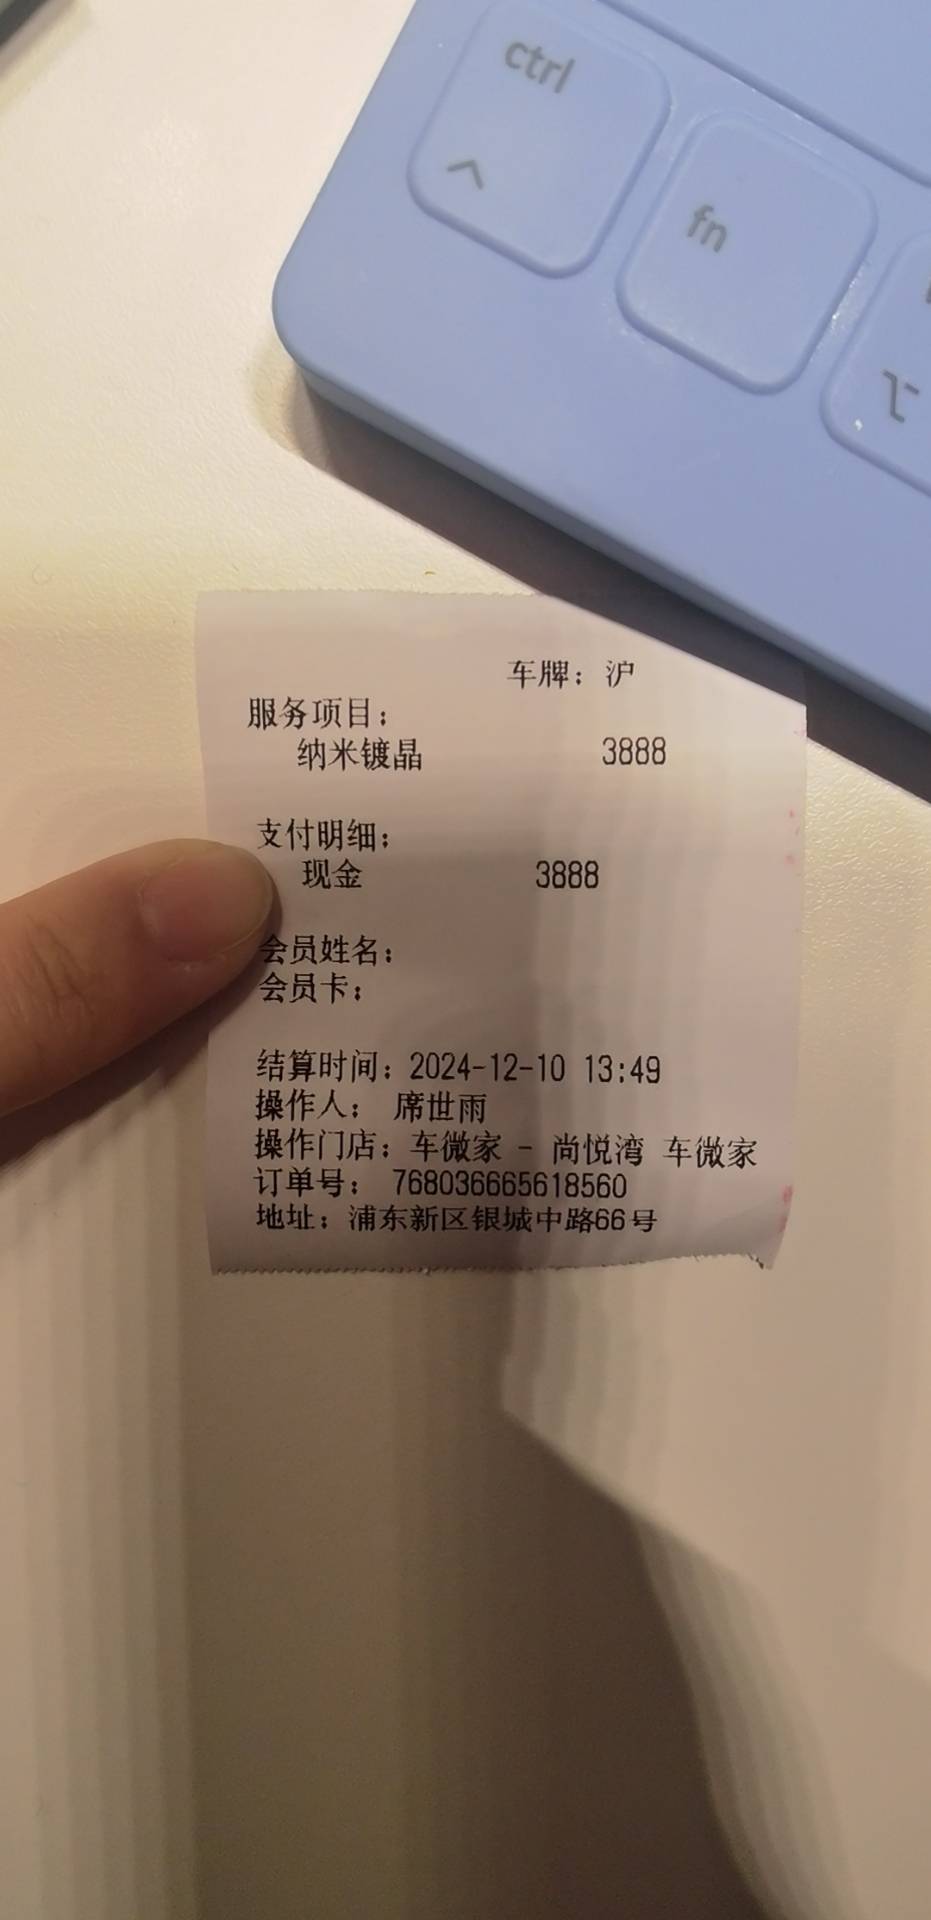 ctrl
^
fn
⌥
车牌：沪
服务项目：
纳米镀晶 3888
支付明细：
现金 3888
会员姓名：
会员卡：
结算时间：2024-12-10 13:49
操作人： 席世雨
操作门店：车微家 - 尚悦湾 车微家
订单号： 768036665618560
地址：浦东新区银城中路66号